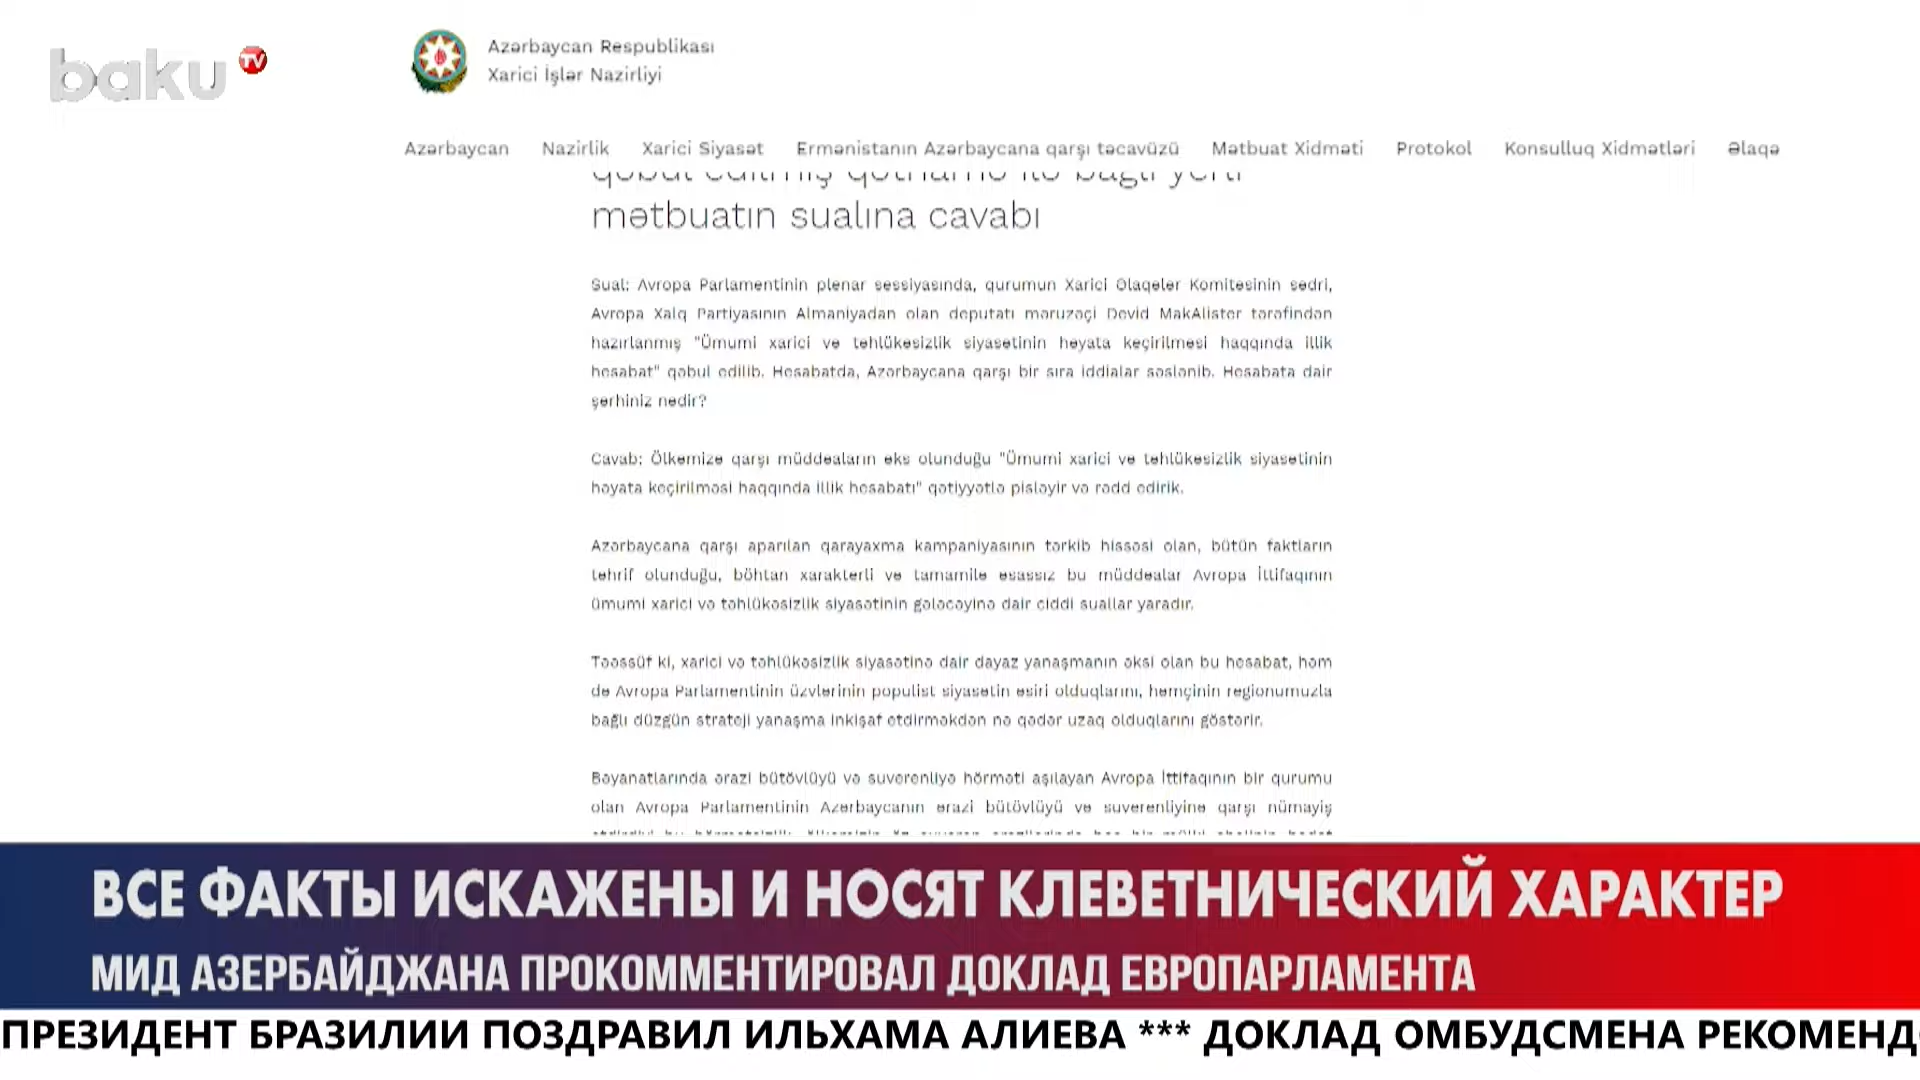 baku TV
Azərbaycan Respublikası
Xarici İşlər Nazirliyi
Azərbaycan Nazirlik Xarici Siyasət Ermənistanın Azərbaycana qarşı təcavüzü Mətbuat Xidməti Protokol Konsulluq Xidmətləri Əlaqə
qəbul edilmiş qətnamə ilə bağlı yerli
mətbuatın sualına cavabı
Sual: Avropa Parlamentinin plenar sessiyasında, qurumun Xarici Əlaqələr Komitəsinin sədri,
Avropa Xalq Partiyasının Almaniyadan olan deputatı məruzəçi Devid MakAlister tərəfindən
hazırlanmış "Ümumi xarici və təhlükəsizlik siyasətinin həyata keçirilməsi haqqında illik
hesabat" qəbul edilib. Hesabatda, Azərbaycana qarşı bir sıra iddialar səslənib. Hesabata dair
şərhiniz nədir?
Cavab: Ölkəmizə qarşı müddəaların əks olunduğu "Ümumi xarici və təhlükəsizlik siyasətinin
həyata keçirilməsi haqqında illik hesabatı" qətiyyətlə pisləyir və rədd edirik.
Azərbaycana qarşı aparılan qarayaxma kampaniyasının tərkib hissəsi olan, bütün faktların
təhrif olunduğu, böhtan xarakterli və tamamilə əsassız bu müddəalar Avropa İttifaqının
ümumi xarici və təhlükəsizlik siyasətinin gələcəyinə dair ciddi suallar yaradır.
Təəssüf ki, xarici və təhlükəsizlik siyasətinə dair dayaz yanaşmanın əksi olan bu hesabat, həm
də Avropa Parlamentinin üzvlərinin populist siyasətin əsiri olduqlarını, həmçinin regionumuzla
bağlı düzgün strateji yanaşma inkişaf etdirməkdən nə qədər uzaq olduqlarını göstərir.
Bəyanatlarında ərazi bütövlüyü və suverenliyə hörməti aşılayan Avropa İttifaqının bir qurumu
olan Avropa Parlamentinin Azərbaycanın ərazi bütövlüyü və suverenliyinə qarşı nümayiş
ВСЕ ФАКТЫ ИСКАЖЕНЫ И НОСЯТ КЛЕВЕТНИЧЕСКИЙ ХАРАКТЕР
МИД АЗЕРБАЙДЖАНА ПРОКОММЕНТИРОВАЛ ДОКЛАД ЕВРОПАРЛАМЕНТА
ПРЕЗИДЕНТ БРАЗИЛИИ ПОЗДРАВИЛ ИЛЬХАМА АЛИЕВА *** ДОКЛАД ОМБУДСМЕНА РЕКОМЕНД